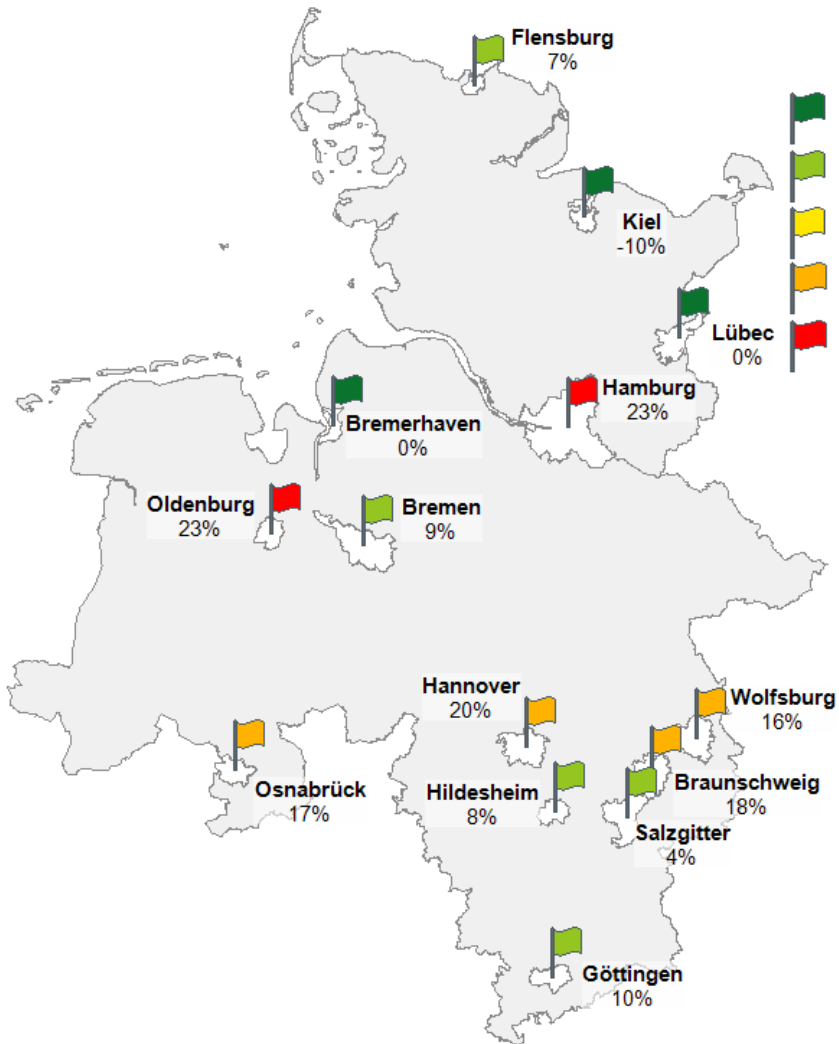 Flensburg
7%
Kiel
-10%
Lübec
0%
Hamburg
23%
Bremerhaven
0%
Oldenburg
23%
Bremen
9%
Hannover
20%
Wolfsburg
16%
Osnabrück
17%
Hildesheim
8%
Braunschweig
18%
Salzgitter
4%
Göttingen
10%